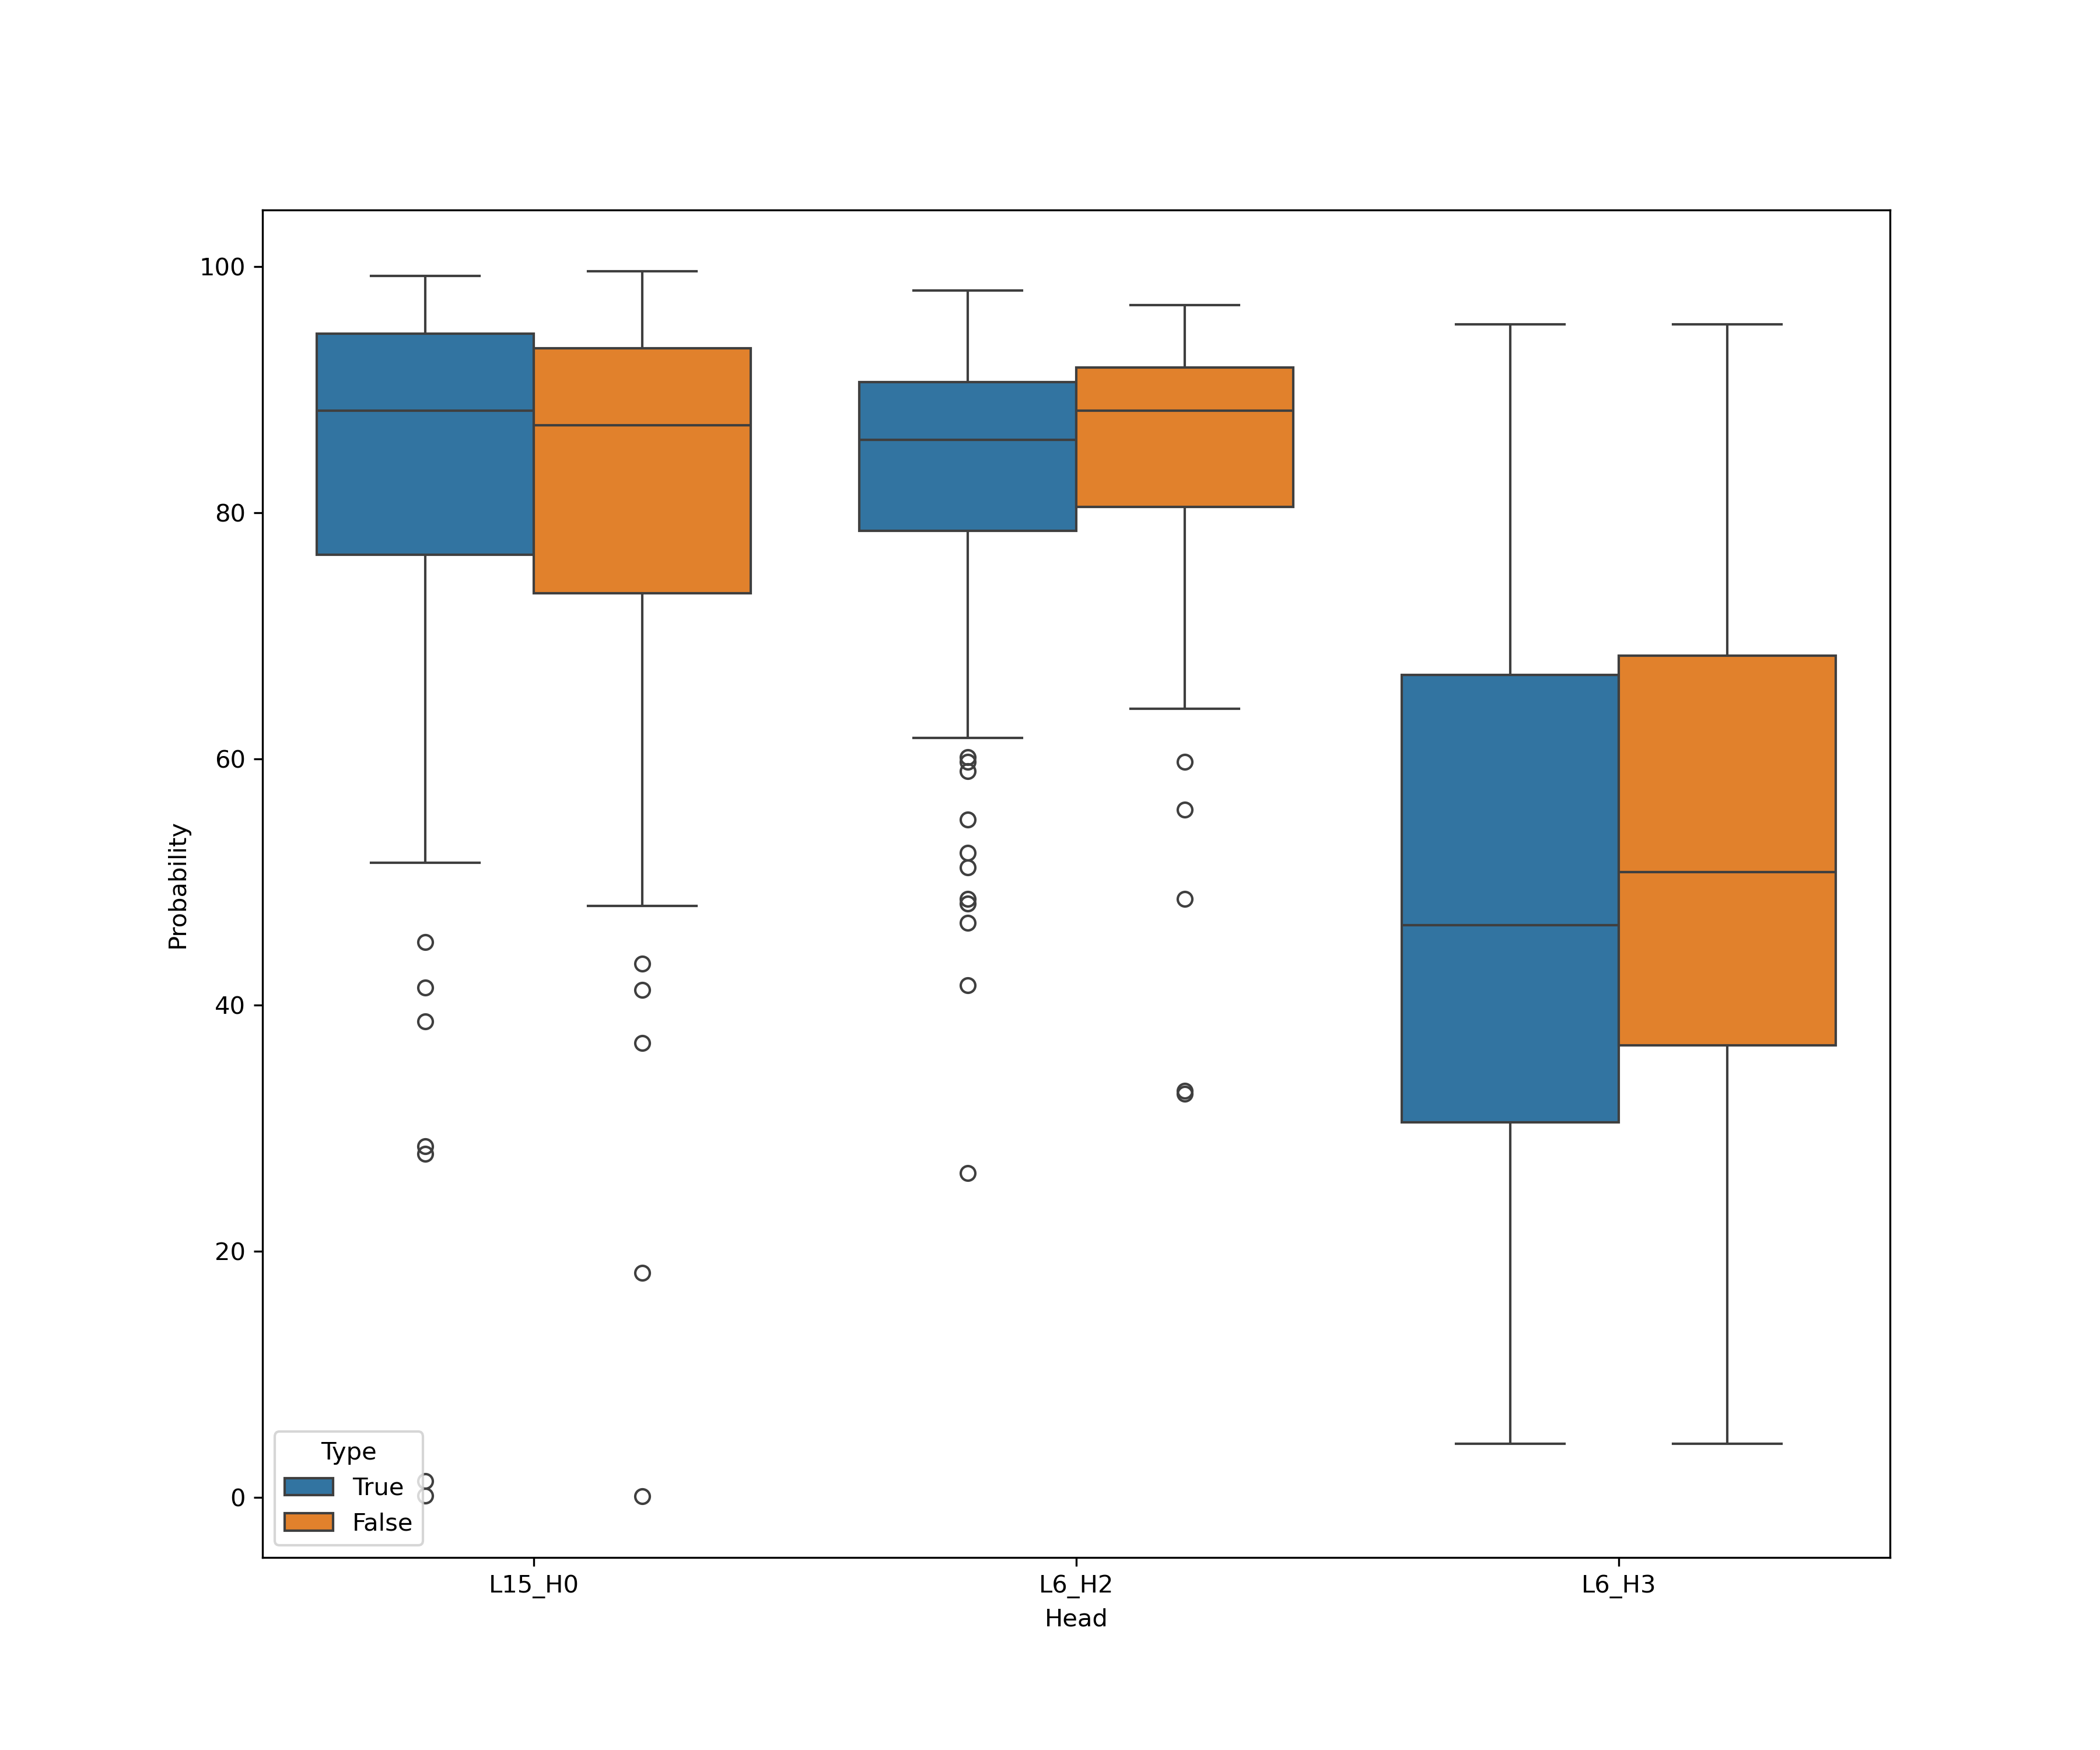 100
80
60
40
20
0
Probability
Type
True
False
L15_H0
L6_H2
L6_H3
Head